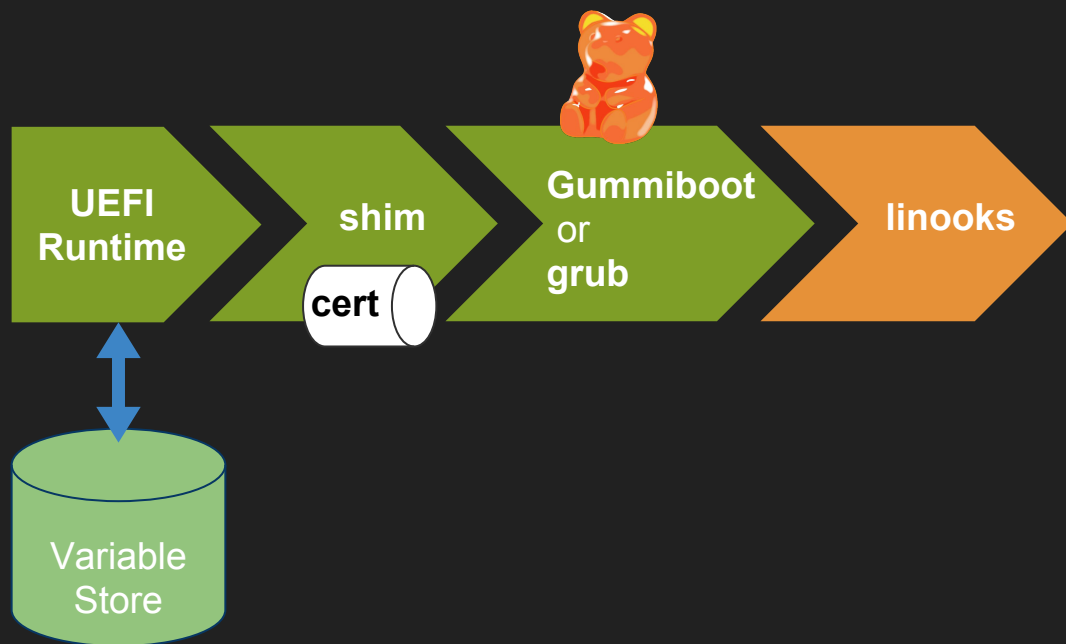 UEFI
Runtime
shim
cert
Gummiboot
or
grub
linooks
Variable
Store